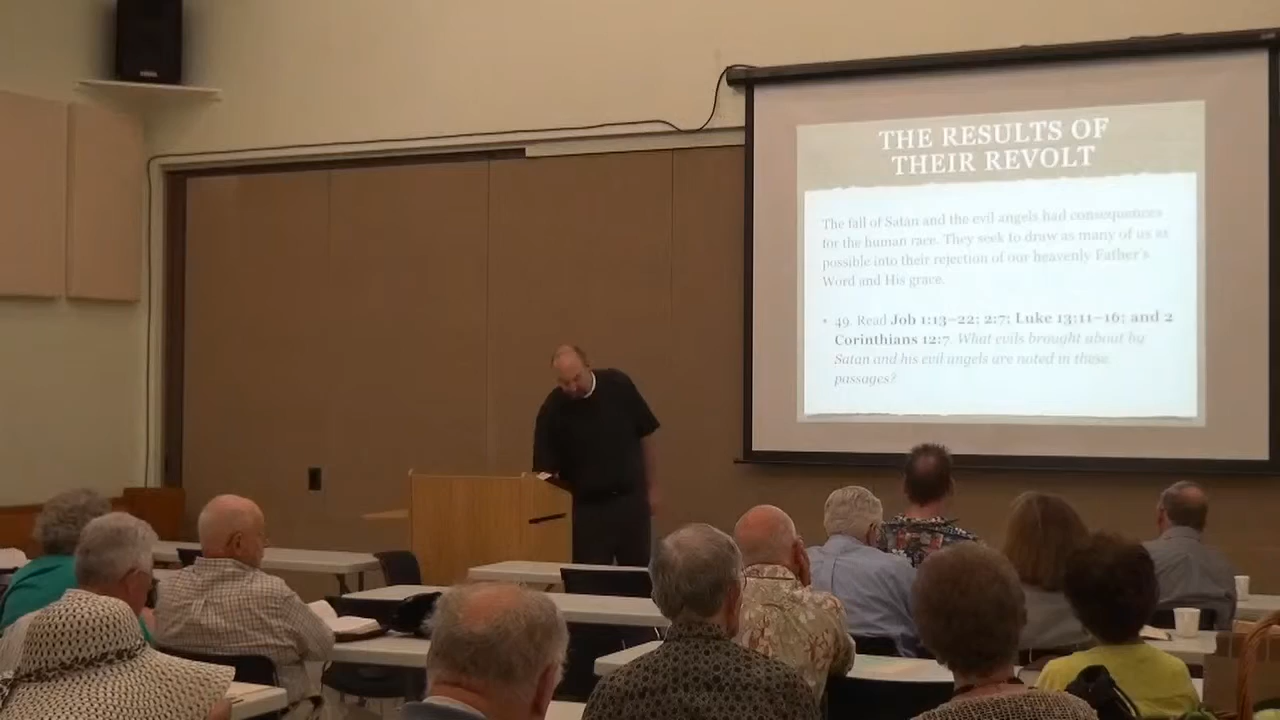 THE RESULTS OF
THEIR REVOLT
The fall of Satan and the evil angels had consequences
for the human race. They seek to draw as many of us as
possible into their rejection of our heavenly Father's
Word and His grace.
• 49. Read Job 1:13–22; 2:7; Luke 13:11–16; and 2
Corinthians 12:7. What evils brought about by
Satan and his evil angels are noted in these
passages?